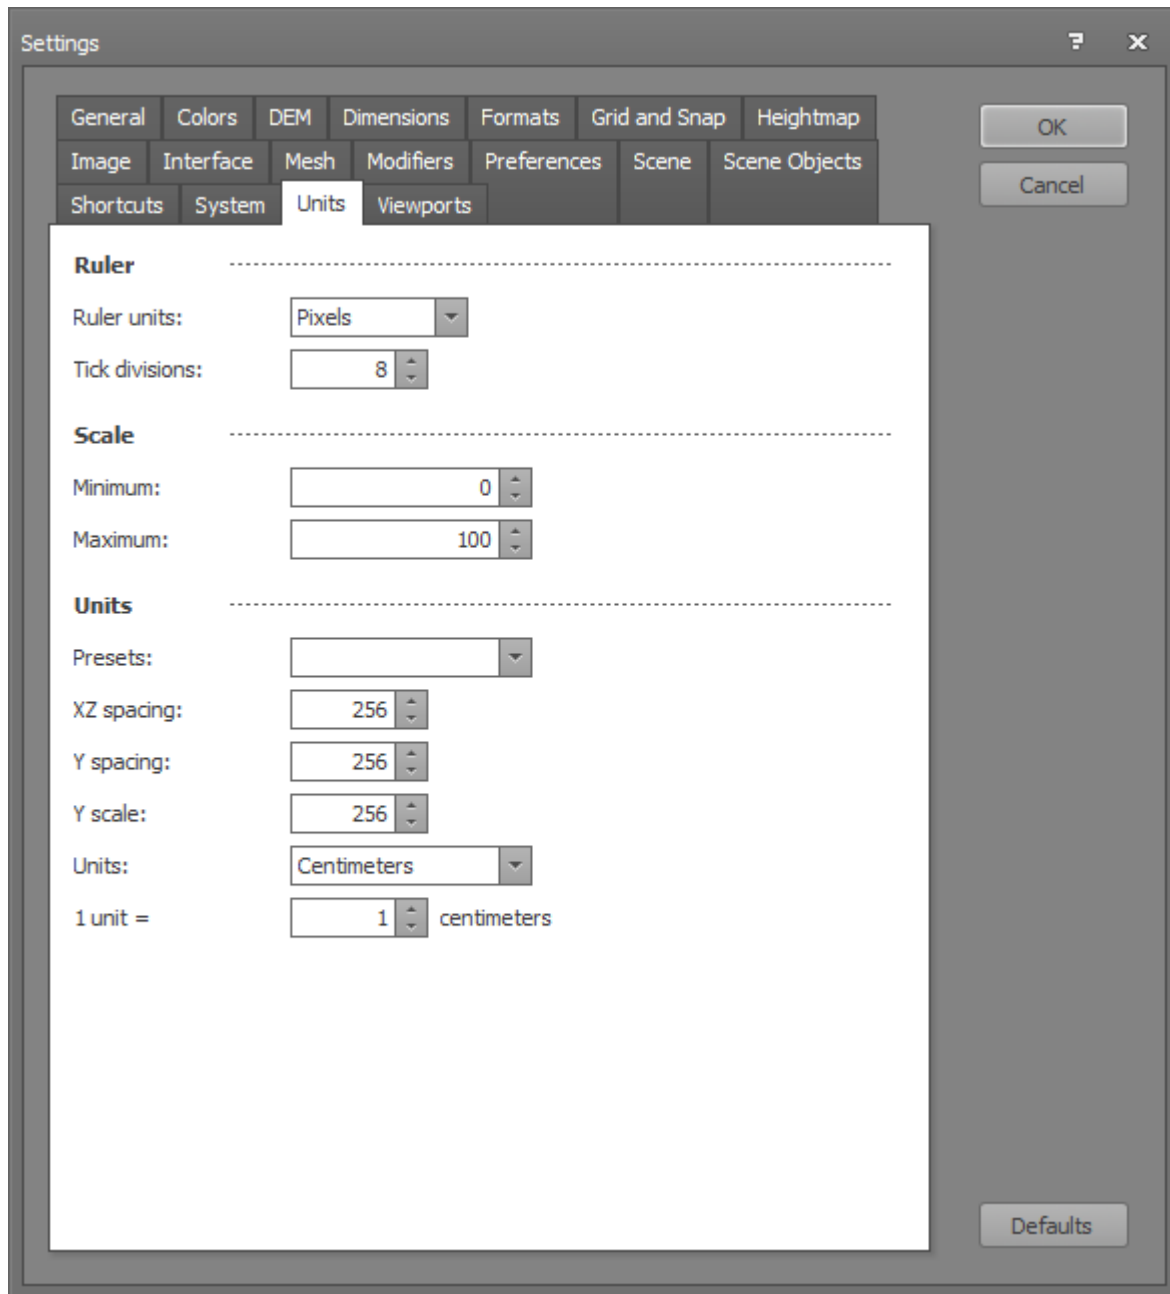 Settings
General Colors DEM Dimensions Formats Grid and Snap Heightmap
OK
Image Interface Mesh Modifiers Preferences Scene Scene Objects
Cancel
Shortcuts System Units Viewports
Ruler
Ruler units: Pixels
Tick divisions: 8
Scale
Minimum: 0
Maximum: 100
Units
Presets:
XZ spacing: 256
Y spacing: 256
Y scale: 256
Units: Centimeters
1 unit = 1 centimeters
Defaults